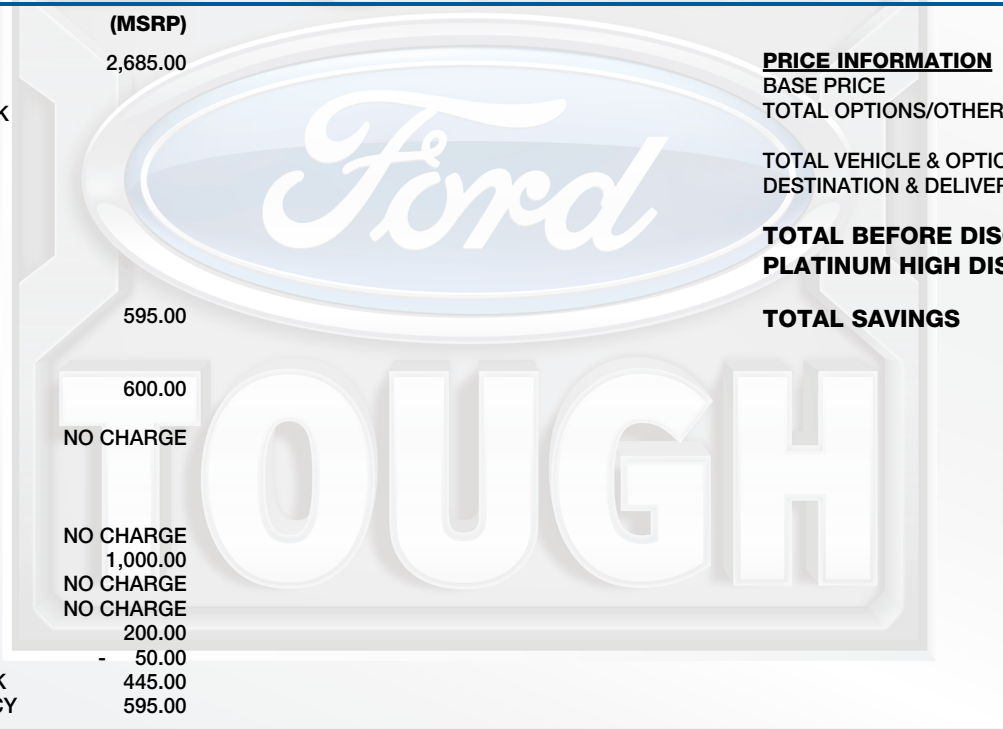 (MSRP)
2,685.00
K
595.00
600.00
NO CHARGE
NO CHARGE
1,000.00
NO CHARGE
NO CHARGE
200.00
- 50.00
K 445.00
CY 595.00
PRICE INFORMATION
BASE PRICE
TOTAL OPTIONS/OTHER
TOTAL VEHICLE & OPTIO
DESTINATION & DELIVER
TOTAL BEFORE DIS
PLATINUM HIGH DIS
TOTAL SAVINGS
Ford
TOUGH